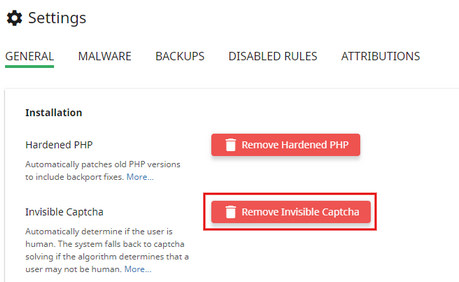 Settings
GENERAL MALWARE BACKUPS DISABLED RULES ATTRIBUTIONS
Installation
Hardened PHP
Remove Hardened PHP
Automatically patches old PHP versions
to include backport fixes. More...
Invisible Captcha
Remove Invisible Captcha
Automatically determine if the user is
human. The system falls back to captcha
solving if the algorithm determines that a
user may not be human. More...